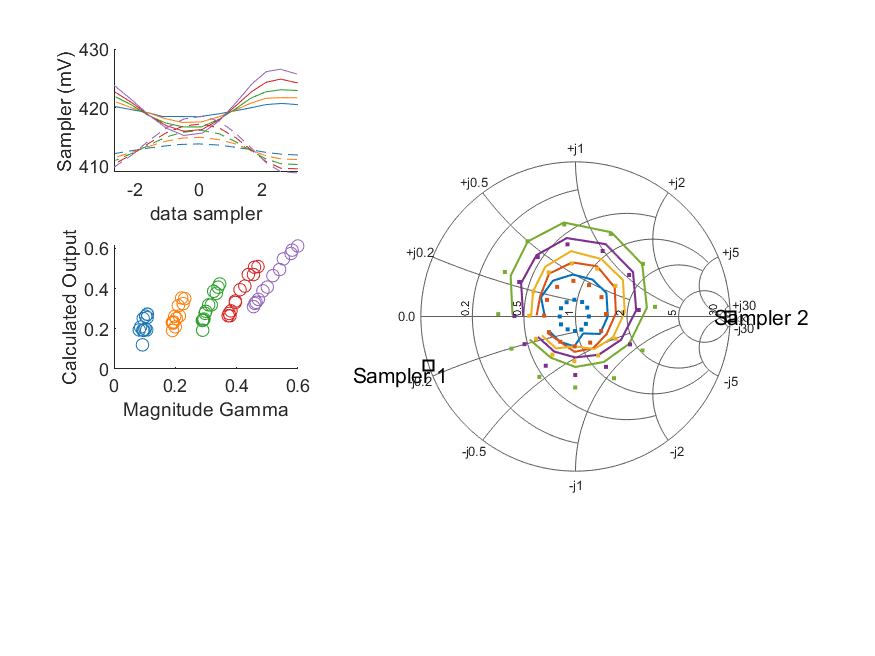 430
420
410
Sampler (mV)
-2 0 2
data sampler
0.6
0.4
0.2
0
Calculated Output
0 0.2 0.4 0.6
Magnitude Gamma
+j1
+j0.5
+j2
+j0.2
+j5
0.0
0.2
0.5
1
2
5
30
+j30
Sampler 2
-j30
Sampler 1
-j0.2
-j5
-j0.5
-j2
-j1